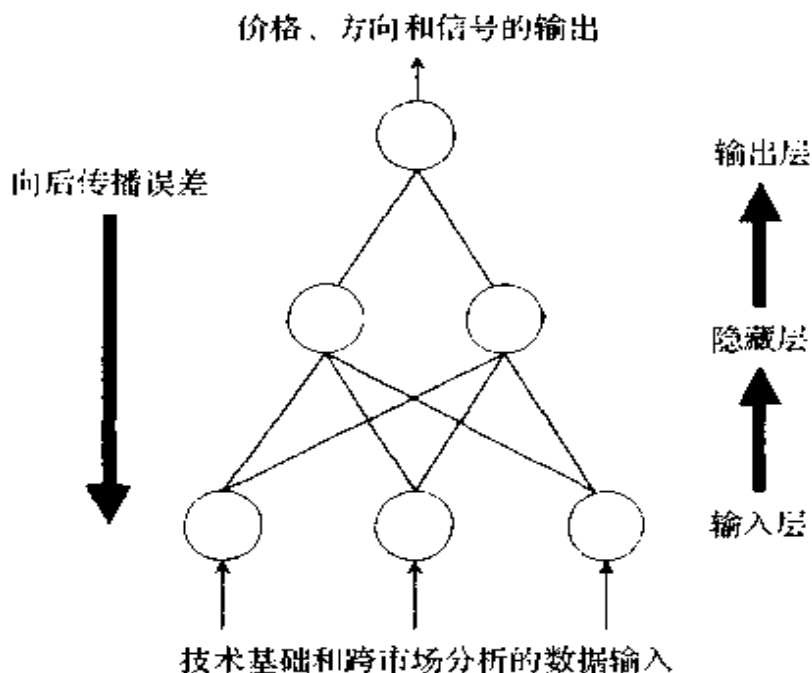 价格、方向和信号的输出
输出层
向后传播误差
隐藏层
输入层
技术基础和跨市场分析的数据输入